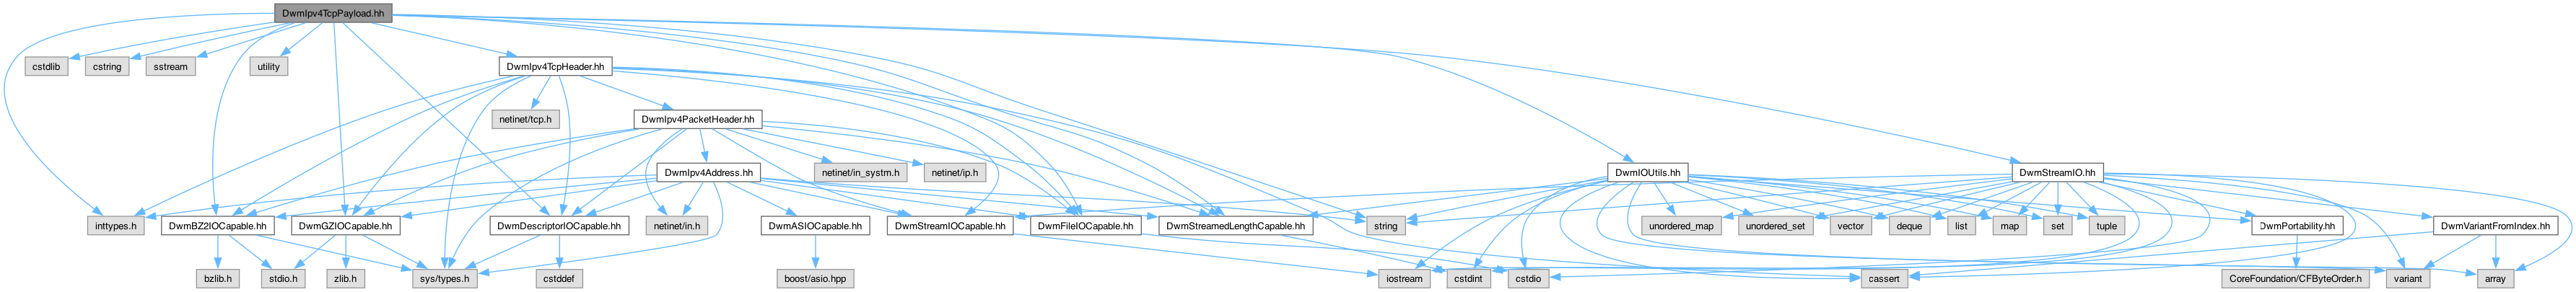 DwmIpv4TcpPayload.hh
cstdlib
cstring
sstream
utility
DwmIpv4TcpHeader.hh
netinet/tcp.h
DwmIpv4PacketHeader.hh
DwmIpv4Address.hh
netinet/in_systm.h
netinet/ip.h
DwmIOUtils.hh
DwmStreamIO.hh
inttypes.h
DwmBZ2IOCapable.hh
DwmGZIOCapable.hh
DwmDescriptorIOCapable.hh
netinet/in.h
DwmASIOCapable.hh
DwmStreamIOCapable.hh
DwmFileIOCapable.hh
DwmStreamedLengthCapable.hh
string
unordered_map
unordered_set
vector
deque
list
map
set
tuple
DwmPortability.hh
DwmVariantFromIndex.hh
bzlib.h
stdio.h
zlib.h
sys/types.h
cstddef
boost/asio.hpp
iostream
cstdint
cstdio
cassert
CoreFoundation/CFByteOrder.h
variant
array